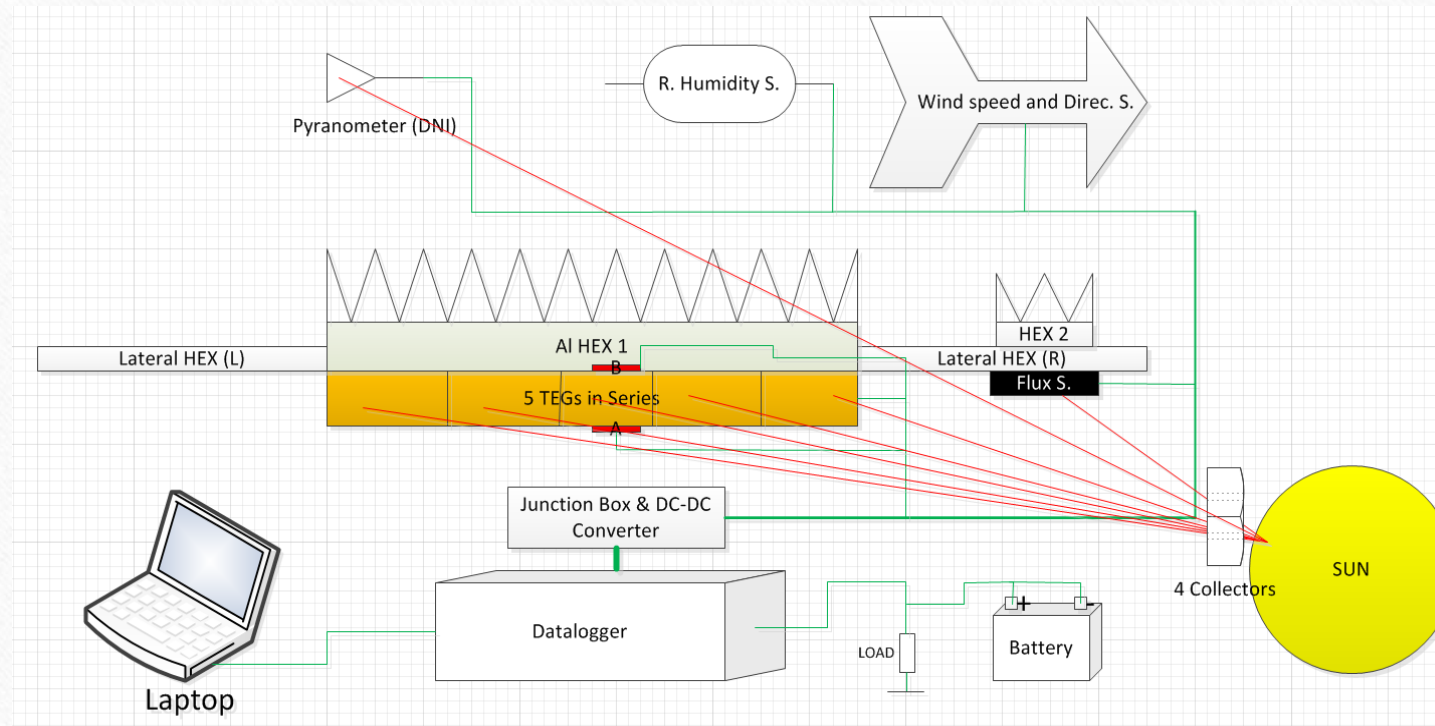 R. Humidity S.
Wind speed and Direc. S.
Pyranometer (DNI)
HEX 2
Al HEX 1
Lateral HEX (L)
Lateral HEX (R)
B
Flux S.
5 TEGs in Series
A
Junction Box & DC-DC
Converter
SUN
4 Collectors
+ -
Datalogger
LOAD
Battery
Laptop